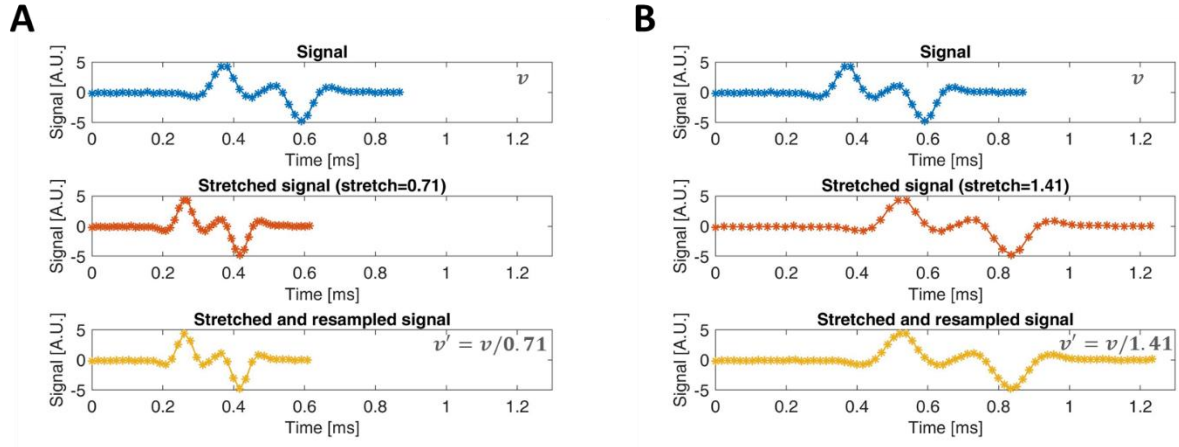 A
Signal
Signal [A.U.]
5
0
-5
v
0 0.2 0.4 0.6 0.8 1 1.2
Time [ms]
Stretched signal (stretch=0.71)
Signal [A.U.]
5
0
-5
0 0.2 0.4 0.6 0.8 1 1.2
Time [ms]
Stretched and resampled signal
Signal [A.U.]
5
0
-5
v′ = v/0.71
0 0.2 0.4 0.6 0.8 1 1.2
Time [ms]
B
Signal
Signal [A.U.]
5
0
-5
v
0 0.2 0.4 0.6 0.8 1 1.2
Time [ms]
Stretched signal (stretch=1.41)
Signal [A.U.]
5
0
-5
0 0.2 0.4 0.6 0.8 1 1.2
Time [ms]
Stretched and resampled signal
Signal [A.U.]
5
0
-5
v′ = v/1.41
0 0.2 0.4 0.6 0.8 1 1.2
Time [ms]